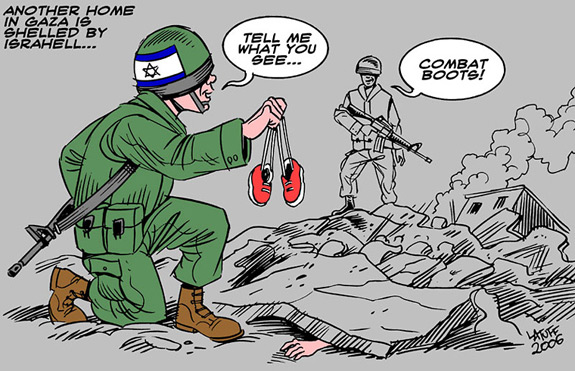 ANOTHER HOME
IN GAZA IS
SHELLED BY
ISRAHELL...
TELL ME
WHAT YOU
SEE...
COMBAT
BOOTS!
LATUFF
2006